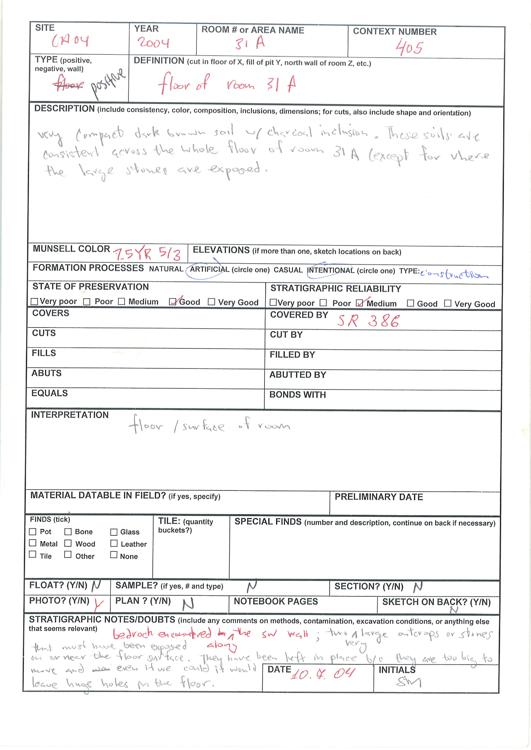 SITE YEAR ROOM # or AREA NAME CONTEXT NUMBER
CH04 2004 31 A 405
TYPE (positive, negative, wall) DEFINITION (cut in floor of X, fill of pit Y, north wall of room Z, etc.)
floor positive floor of room 31 A
DESCRIPTION (include consistency, color, composition, inclusions, dimensions; for cuts, also include shape and orientation)
very compact dark brown soil w/ charcoal inclusion. These soils are
consistent across the whole floor of room 31 A (except for where
the large stones are exposed.
MUNSELL COLOR 7.5YR 5/3 ELEVATIONS (if more than one, sketch locations on back)
FORMATION PROCESSES NATURAL ARTIFICIAL (circle one) CASUAL INTENTIONAL (circle one) TYPE: construction
STATE OF PRESERVATION STRATIGRAPHIC RELIABILITY
Very poor Poor Medium Good Very Good Very poor Poor Medium Good Very Good
COVERS COVERED BY SR 386
CUTS CUT BY
FILLS FILLED BY
ABUTS ABUTTED BY
EQUALS BONDS WITH
INTERPRETATION
floor / surface of room
MATERIAL DATABLE IN FIELD? (if yes, specify) PRELIMINARY DATE
FINDS (tick) TILE: (quantity buckets?) SPECIAL FINDS (number and description, continue on back if necessary)
Pot Bone Glass
Metal Wood Leather
Tile Other None
FLOAT? (Y/N) N SAMPLE? (if yes, # and type) N SECTION? (Y/N) N
PHOTO? (Y/N) Y PLAN ? (Y/N) N NOTEBOOK PAGES SKETCH ON BACK? (Y/N) N
STRATIGRAPHIC NOTES/DOUBTS (include any comments on methods, contamination, excavation conditions, or anything else
that seems relevant) bedrock encountered along the SW wall; two very large outcrops or stones
that must have been exposed
on or near the floor surface. They have been left in place b/c they are too big to
move and even if we could it would
leave huge holes in the floor.
DATE 10.7.04 INITIALS SM